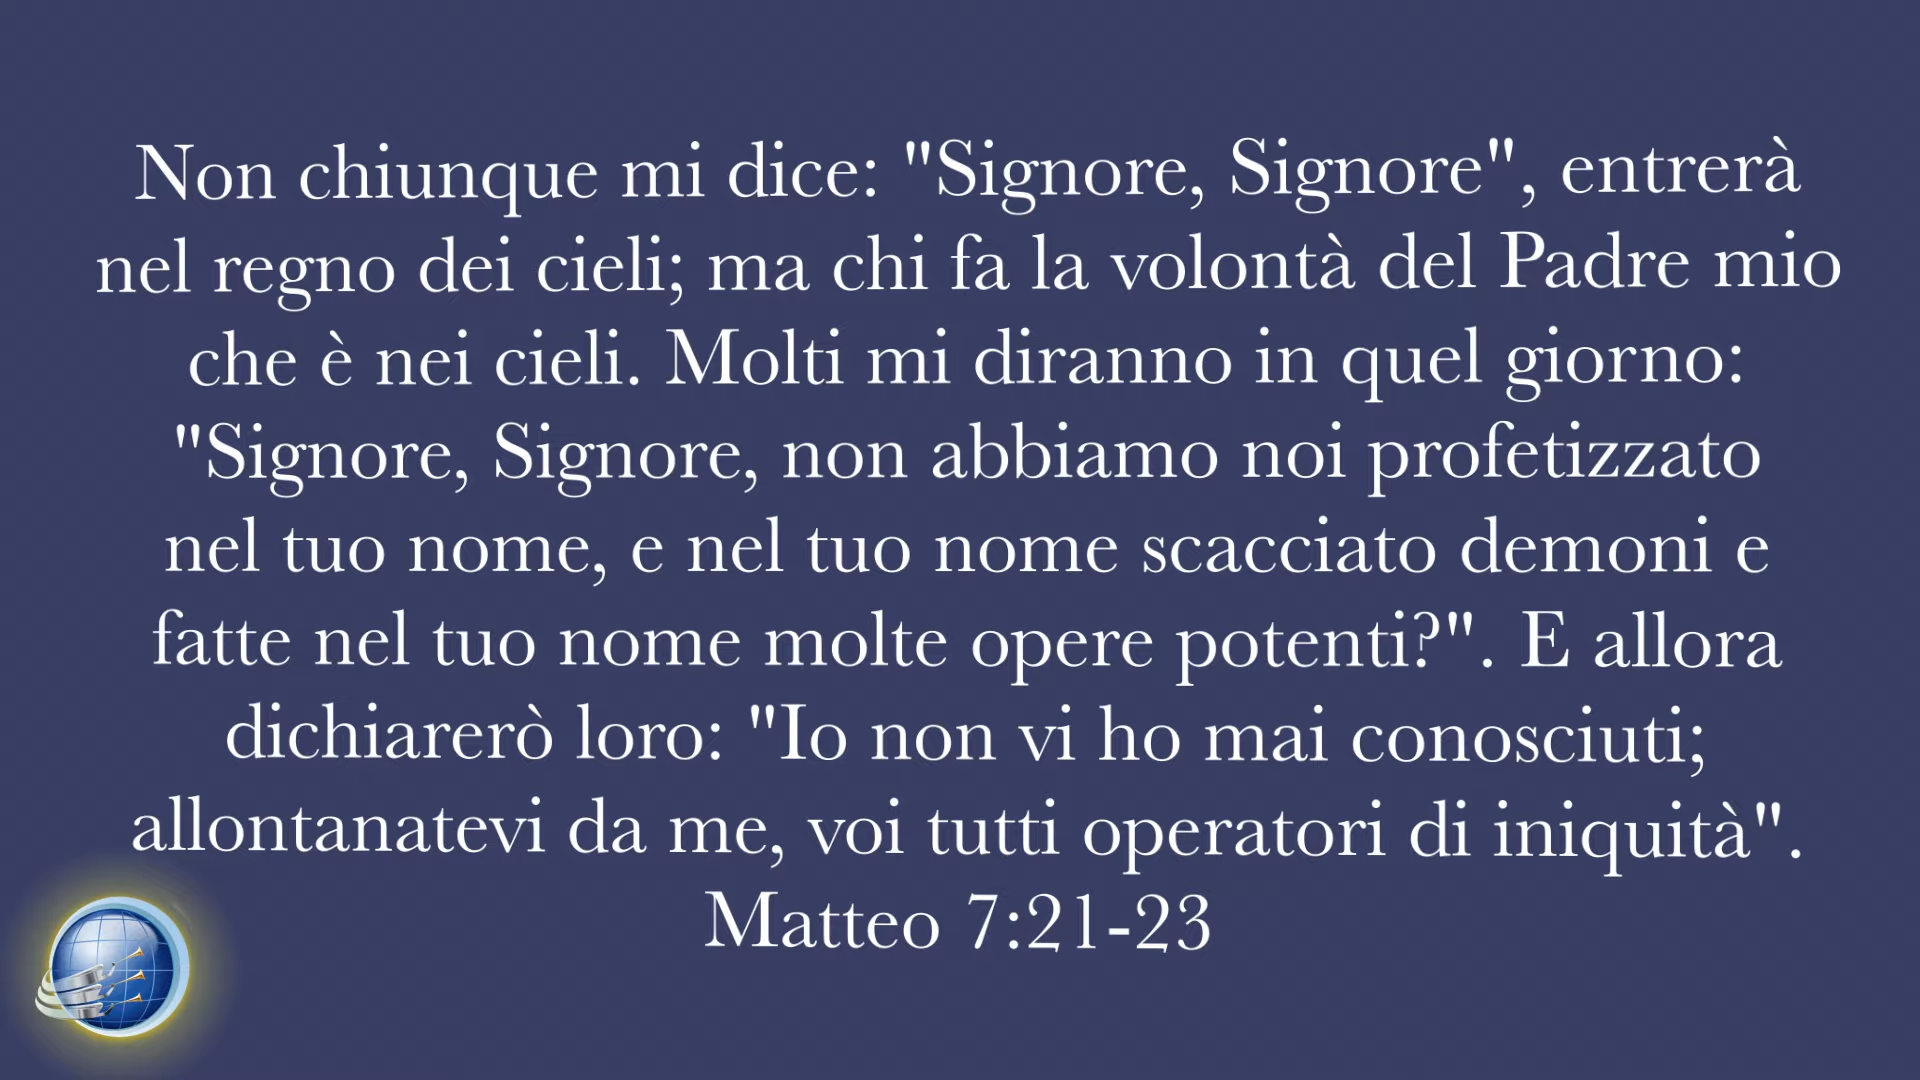 Non chiunque mi dice: "Signore, Signore", entrerà
nel regno dei cieli; ma chi fa la volontà del Padre mio
che è nei cieli. Molti mi diranno in quel giorno:
"Signore, Signore, non abbiamo noi profetizzato
nel tuo nome, e nel tuo nome scacciato demoni e
fatte nel tuo nome molte opere potenti?". E allora
dichiarerò loro: "Io non vi ho mai conosciuti;
allontanatevi da me, voi tutti operatori di iniquità".
Matteo 7:21-23